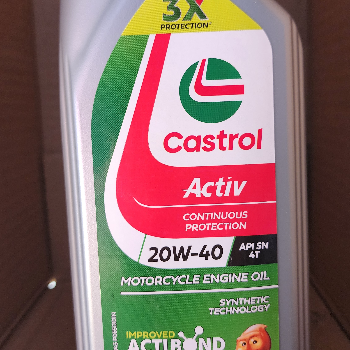 3X
PROTECTION*
Castrol
Activ
CONTINUOUS
PROTECTION
20W-40
API SN
4T
MOTORCYCLE ENGINE OIL
SYNTHETIC
TECHNOLOGY
IMPROVED
ACTIBOND